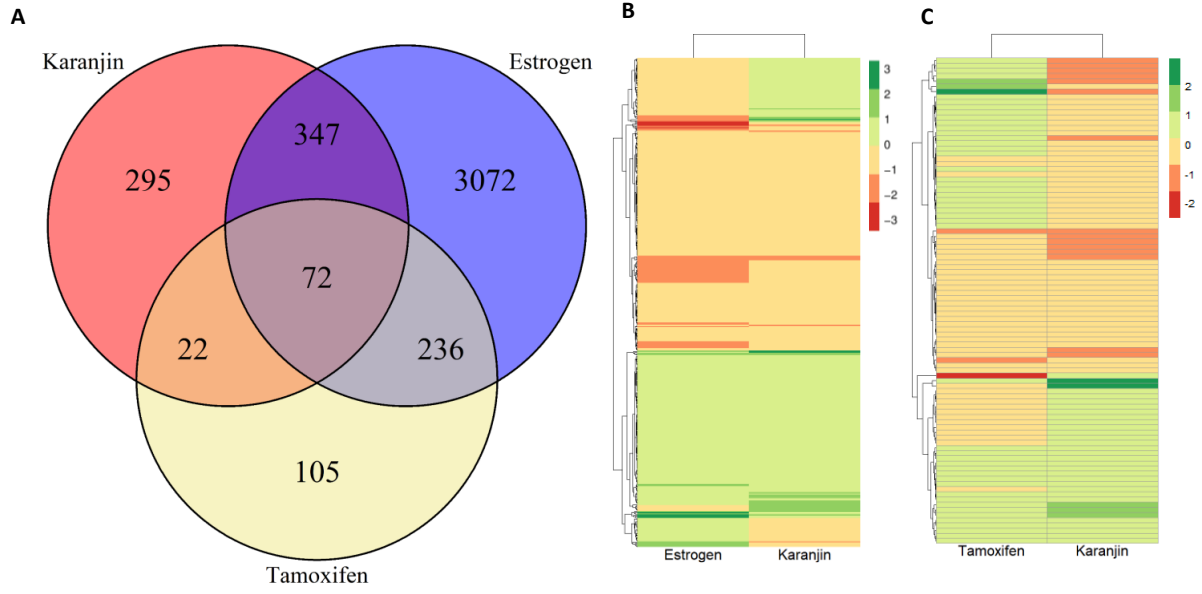 A
Karanjin
Estrogen
347
295
3072
72
22
236
105
Tamoxifen
B
3
2
1
0
−1
−2
−3
Estrogen
Karanjin
C
2
1
0
-1
-2
Tamoxifen
Karanjin